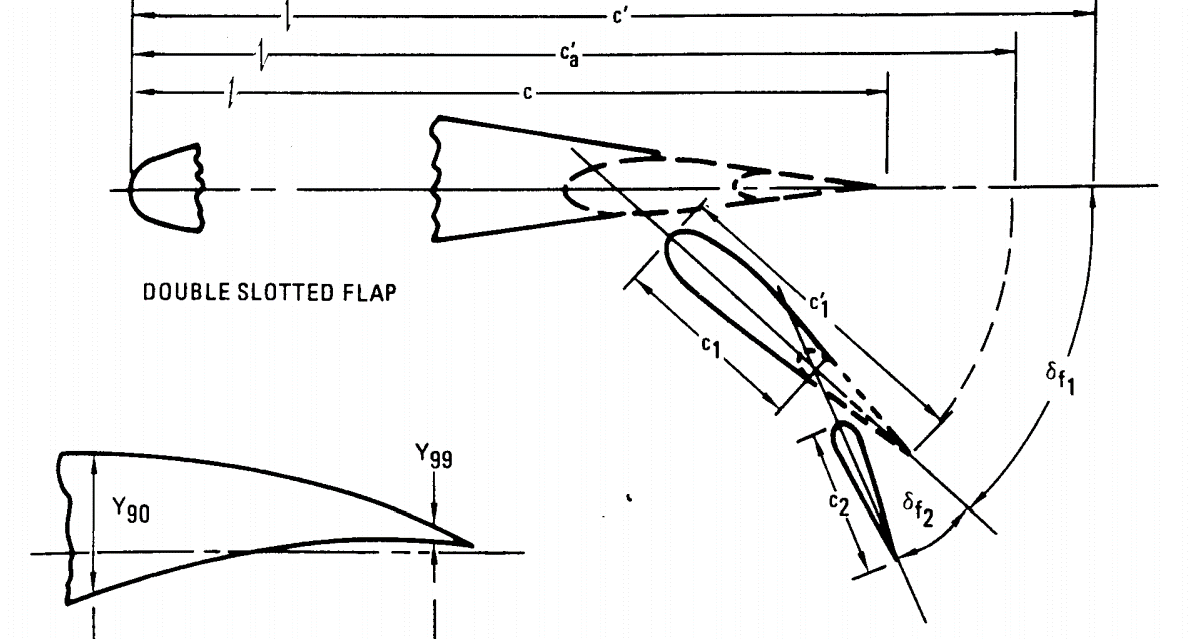 c'
c'a
c
DOUBLE SLOTTED FLAP
c'1
c1
δf1
Y99
Y90
c2
δf2